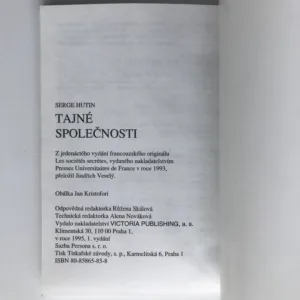 SERGE HUTIN
TAJNÉ
SPOLEČNOSTI
Z jedenáctého vydání francouzského originálu
Les sociétés secrètes, vydaného nakladatelstvím
Presses Universitaires de France v roce 1993,
přeložil Jindřich Veselý.
Obálka Jan Kristofori
Odpovědná redaktorka Růžena Skálová
Technická redaktorka Alena Nováková
Vydalo nakladatelství VICTORIA PUBLISHING, a. s.
Klimentská 30, 110 00 Praha 1,
v roce 1995, 1. vydání
Sazba Persona s. r. o.
Tisk Tiskařské závody, s. p., Karmelitská 6, Praha 1
ISBN 80-85865-85-8